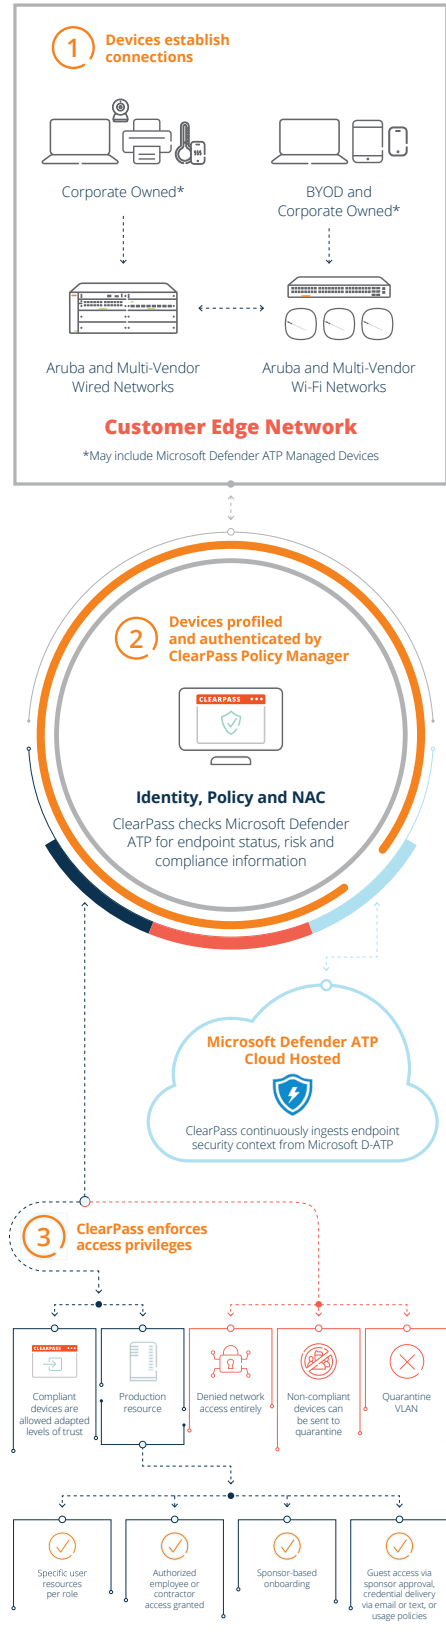 1
Devices establish
connections
Corporate Owned*
BYOD and
Corporate Owned*
Aruba and Multi-Vendor
Wired Networks
Aruba and Multi-Vendor
Wi-Fi Networks
Customer Edge Network
*May include Microsoft Defender ATP Managed Devices
2
Devices profiled
and authenticated by
ClearPass Policy Manager
CLEARPASS
Identity, Policy and NAC
ClearPass checks Microsoft Defender
ATP for endpoint status, risk and
compliance information
Microsoft Defender ATP
Cloud Hosted
ClearPass continuously ingests endpoint
security context from Microsoft D-ATP
3
ClearPass enforces
access privileges
CLEARPASS
Compliant
devices are
allowed adapted
levels of trust
Production
resource
Denied network
access entirely
Non-compliant
devices can
be sent to
quarantine
Quarantine
VLAN
Specific user
resources
per role
Authorized
employee or
contractor
access granted
Sponsor-based
onboarding
Guest access via
sponsor approval,
credential delivery
via email or text, or
usage policies